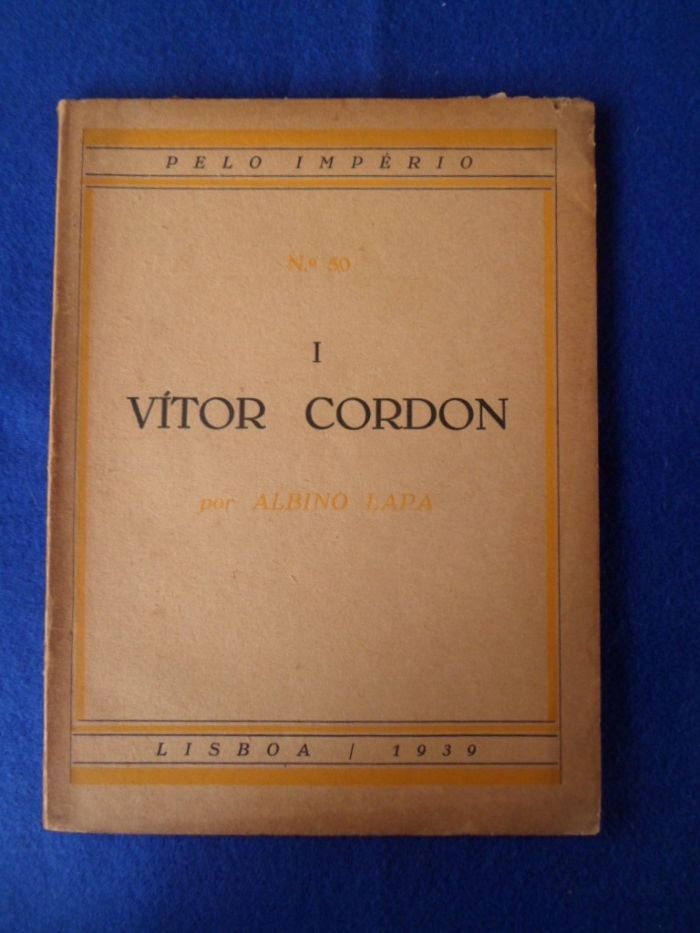 PELO IMPÉRIO
N.º 50
I
VÍTOR CORDON
por ALBINO LAPA
LISBOA / 1939